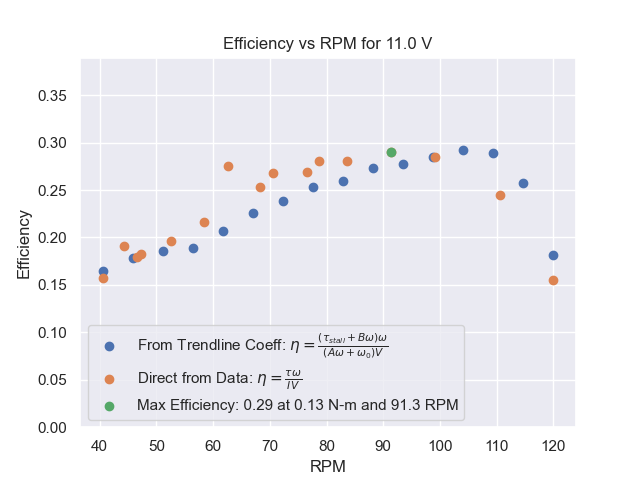 Efficiency vs RPM for 11.0 V
Efficiency
0.35
0.30
0.25
0.20
0.15
0.10
0.05
0.00
From Trendline Coeff: η = (τ_stall + Bω)ω / (Aω + ω₀)V
Direct from Data: η = τω / IV
Max Efficiency: 0.29 at 0.13 N-m and 91.3 RPM
40 50 60 70 80 90 100 110 120
RPM